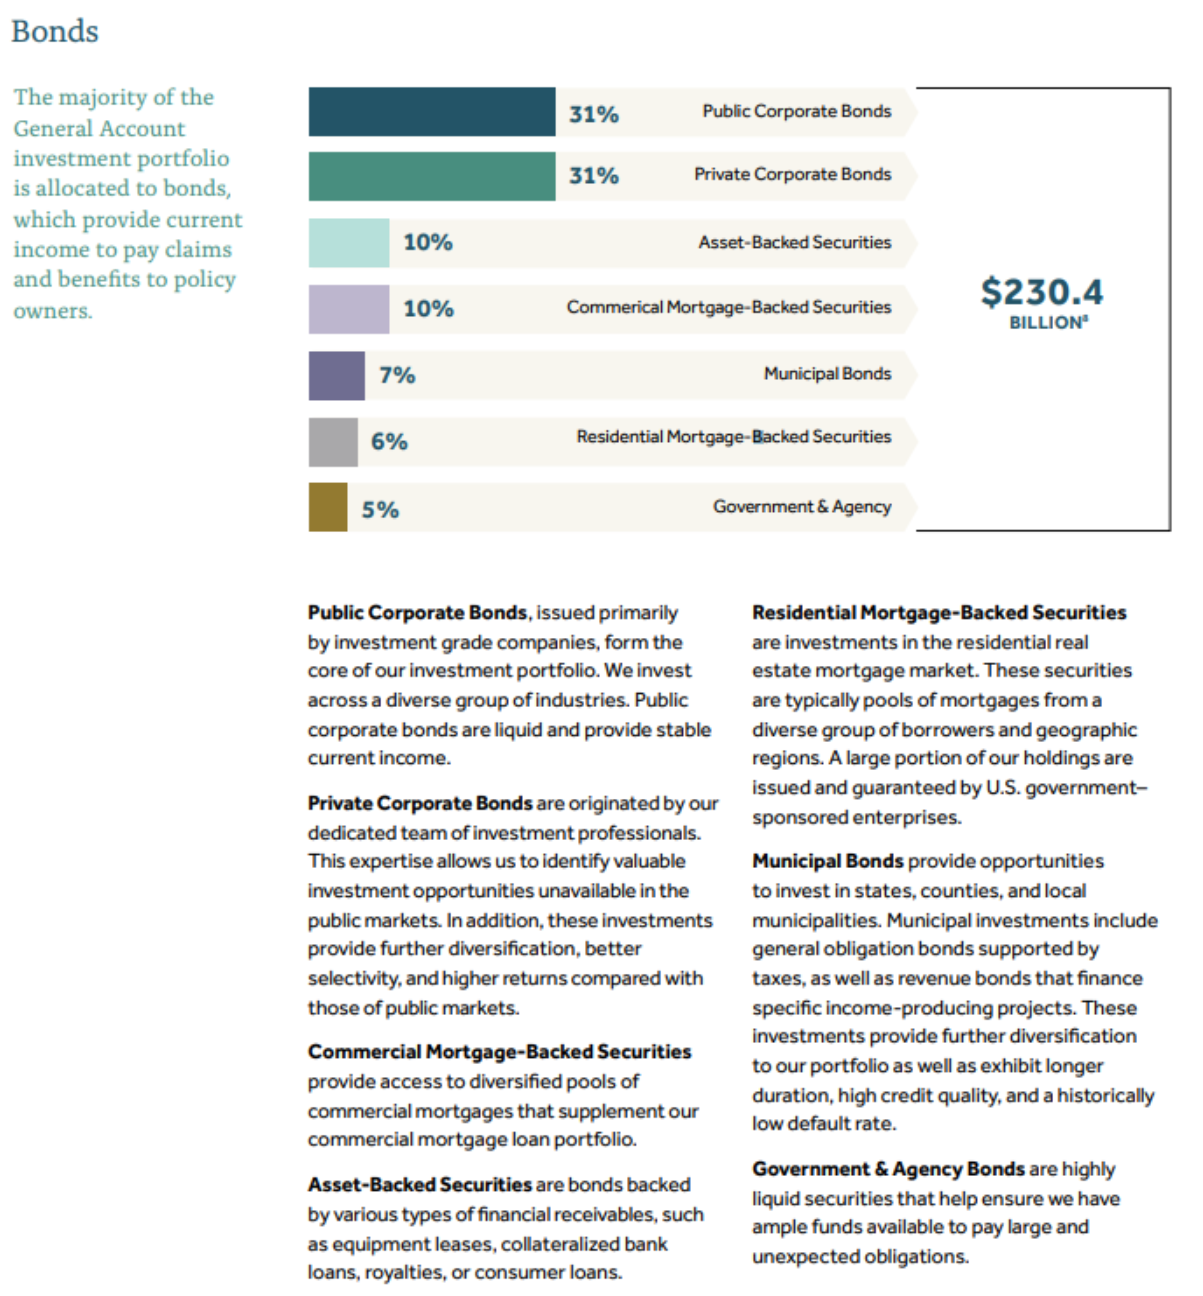 Bonds
The majority of the
General Account
investment portfolio
is allocated to bonds,
which provide current
income to pay claims
and benefits to policy
owners.
31% Public Corporate Bonds
31% Private Corporate Bonds
10% Asset-Backed Securities
10% Commerical Mortgage-Backed Securities
7% Municipal Bonds
6% Residential Mortgage-Backed Securities
5% Government & Agency
$230.4
BILLION⁸
Public Corporate Bonds, issued primarily
by investment grade companies, form the
core of our investment portfolio. We invest
across a diverse group of industries. Public
corporate bonds are liquid and provide stable
current income.
Private Corporate Bonds are originated by our
dedicated team of investment professionals.
This expertise allows us to identify valuable
investment opportunities unavailable in the
public markets. In addition, these investments
provide further diversification, better
selectivity, and higher returns compared with
those of public markets.
Commercial Mortgage-Backed Securities
provide access to diversified pools of
commercial mortgages that supplement our
commercial mortgage loan portfolio.
Asset-Backed Securities are bonds backed
by various types of financial receivables, such
as equipment leases, collateralized bank
loans, royalties, or consumer loans.
Residential Mortgage-Backed Securities
are investments in the residential real
estate mortgage market. These securities
are typically pools of mortgages from a
diverse group of borrowers and geographic
regions. A large portion of our holdings are
issued and guaranteed by U.S. government–
sponsored enterprises.
Municipal Bonds provide opportunities
to invest in states, counties, and local
municipalities. Municipal investments include
general obligation bonds supported by
taxes, as well as revenue bonds that finance
specific income-producing projects. These
investments provide further diversification
to our portfolio as well as exhibit longer
duration, high credit quality, and a historically
low default rate.
Government & Agency Bonds are highly
liquid securities that help ensure we have
ample funds available to pay large and
unexpected obligations.